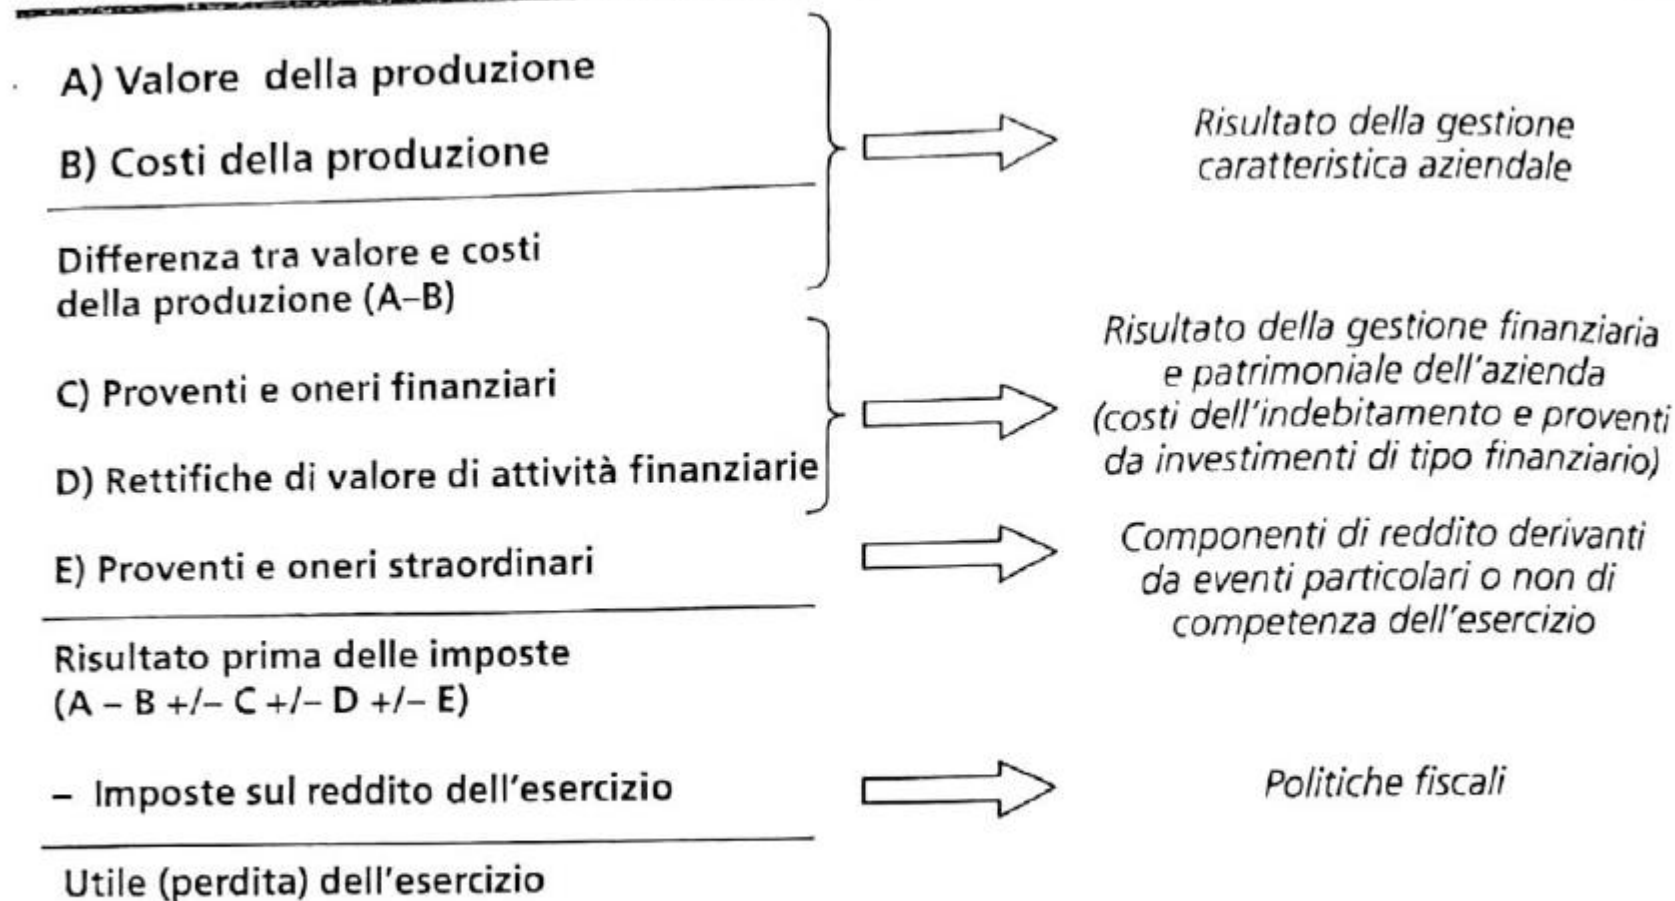 A) Valore della produzione
B) Costi della produzione
Risultato della gestione
caratteristica aziendale
Differenza tra valore e costi
della produzione (A–B)
C) Proventi e oneri finanziari
D) Rettifiche di valore di attività finanziarie
Risultato della gestione finanziaria
e patrimoniale dell'azienda
(costi dell'indebitamento e proventi
da investimenti di tipo finanziario)
E) Proventi e oneri straordinari
Componenti di reddito derivanti
da eventi particolari o non di
competenza dell'esercizio
Risultato prima delle imposte
(A – B +/– C +/– D +/– E)
– Imposte sul reddito dell'esercizio
Politiche fiscali
Utile (perdita) dell'esercizio